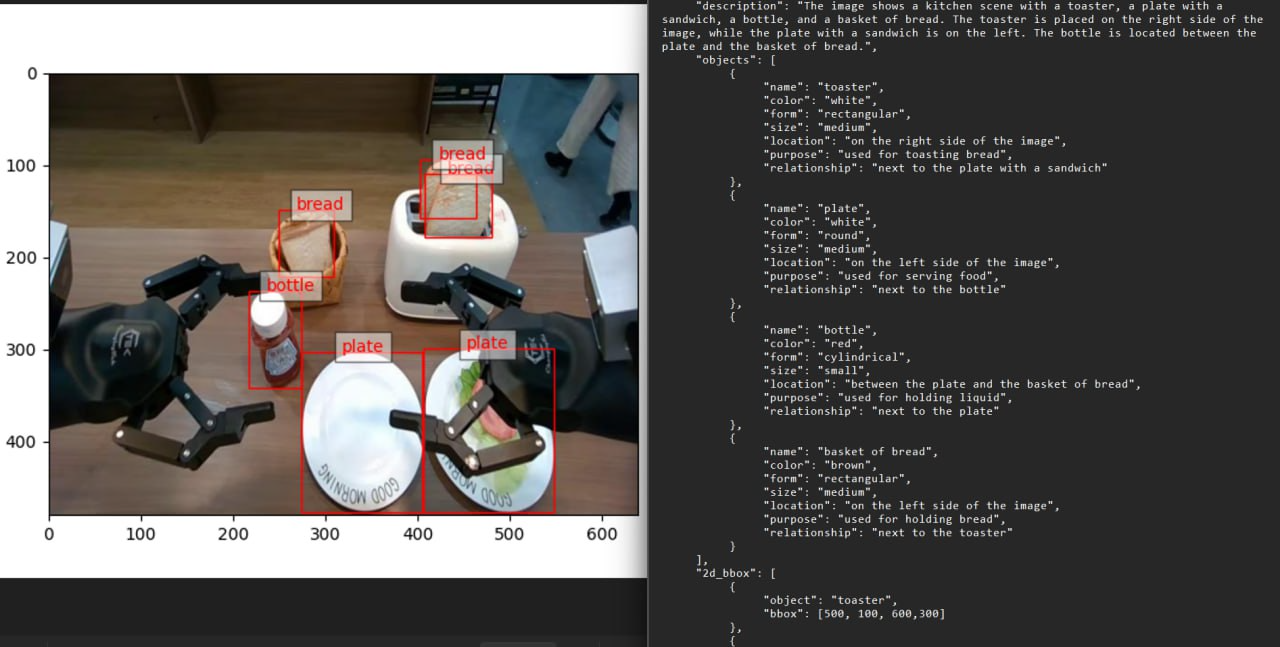 0
100
200
300
400
0
100
200
300
400
500
600
bread
bread
bread
bottle
plate
plate
GOOD MORNING
GOOD MORN
"description": "The image shows a kitchen scene with a toaster, a plate with a
sandwich, a bottle, and a basket of bread. The toaster is placed on the right side of the
image, while the plate with a sandwich is on the left. The bottle is located between the
plate and the basket of bread.",
"objects": [
{
"name": "toaster",
"color": "white",
"form": "rectangular",
"size": "medium",
"location": "on the right side of the image",
"purpose": "used for toasting bread",
"relationship": "next to the plate with a sandwich"
},
{
"name": "plate",
"color": "white",
"form": "round",
"size": "medium",
"location": "on the left side of the image",
"purpose": "used for serving food",
"relationship": "next to the bottle"
},
{
"name": "bottle",
"color": "red",
"form": "cylindrical",
"size": "small",
"location": "between the plate and the basket of bread",
"purpose": "used for holding liquid",
"relationship": "next to the plate"
},
{
"name": "basket of bread",
"color": "brown",
"form": "rectangular",
"size": "medium",
"location": "on the left side of the image",
"purpose": "used for holding bread",
"relationship": "next to the toaster"
}
],
"2d_bbox": [
{
"object": "toaster",
"bbox": [500, 100, 600,300]
},
{